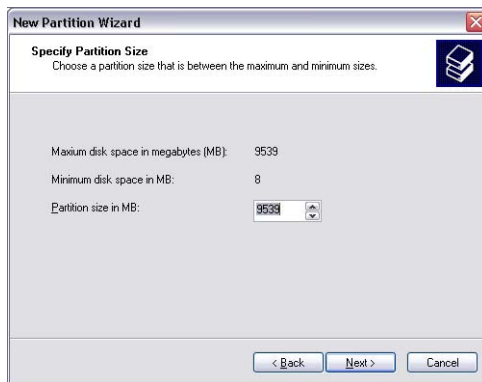 New Partition Wizard
Specify Partition Size
Choose a partition size that is between the maximum and minimum sizes.
Maxium disk space in megabytes (MB): 9539
Minimum disk space in MB: 8
Partition size in MB: 9539
< Back Next > Cancel